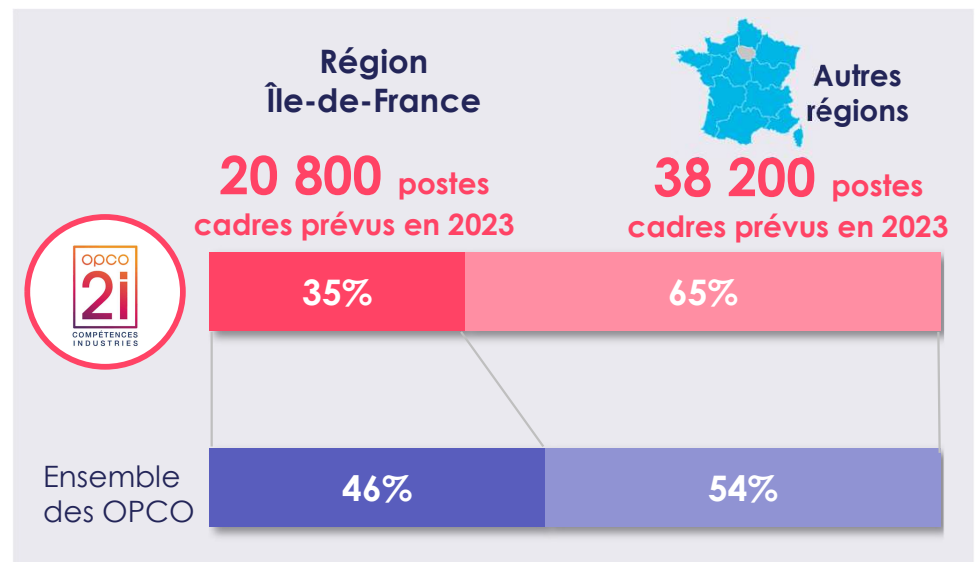 Région
Île-de-France
Autres
régions
20 800 postes
cadres prévus en 2023
38 200 postes
cadres prévus en 2023
opco
2i
COMPÉTENCES
INDUSTRIES
35%
65%
Ensemble
des OPCO
46%
54%